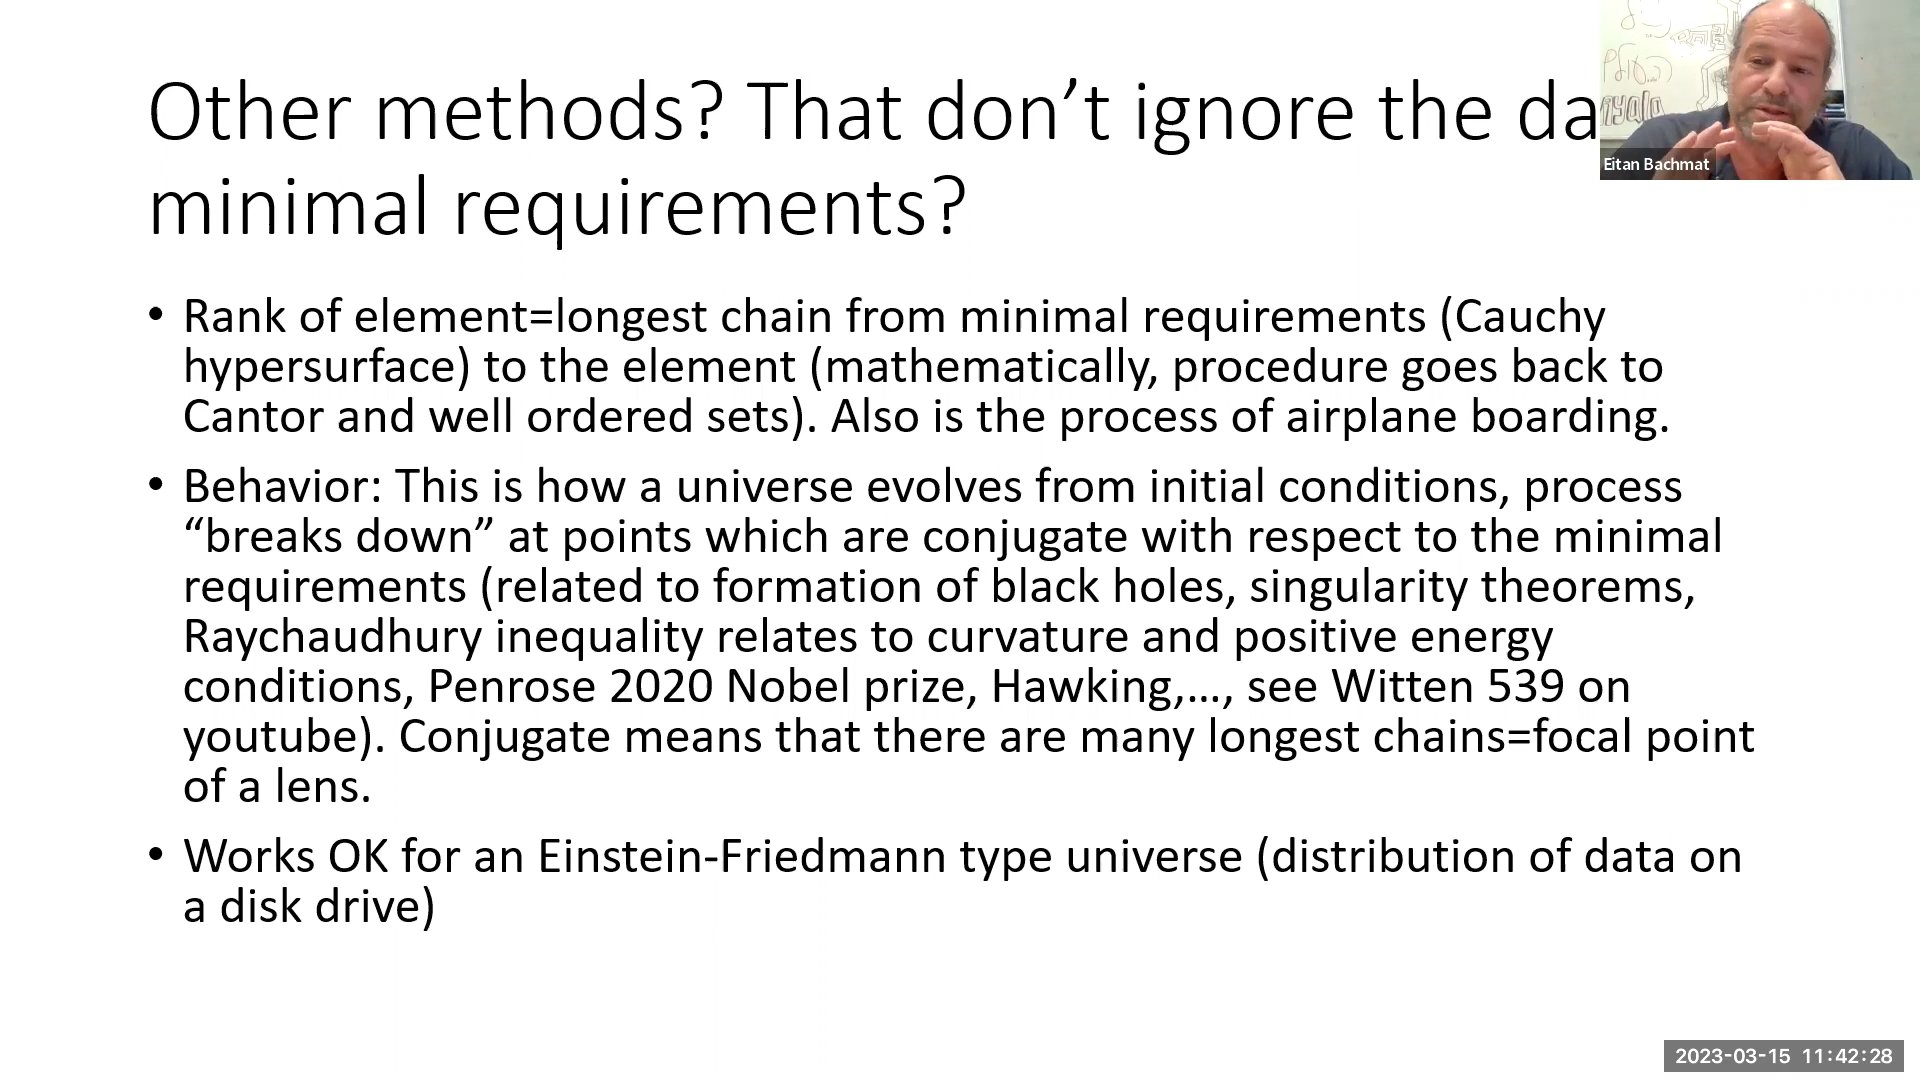 Other methods? That don’t ignore the
minimal requirements?
• Rank of element=longest chain from minimal requirements (Cauchy
hypersurface) to the element (mathematically, procedure goes back to
Cantor and well ordered sets). Also is the process of airplane boarding.
• Behavior: This is how a universe evolves from initial conditions, process
“breaks down” at points which are conjugate with respect to the minimal
requirements (related to formation of black holes, singularity theorems,
Raychaudhury inequality relates to curvature and positive energy
conditions, Penrose 2020 Nobel prize, Hawking,…, see Witten 539 on
youtube). Conjugate means that there are many longest chains=focal point
of a lens.
• Works OK for an Einstein-Friedmann type universe (distribution of data on
a disk drive)
Eitan Bachmat
2023-03-15 11:42:28